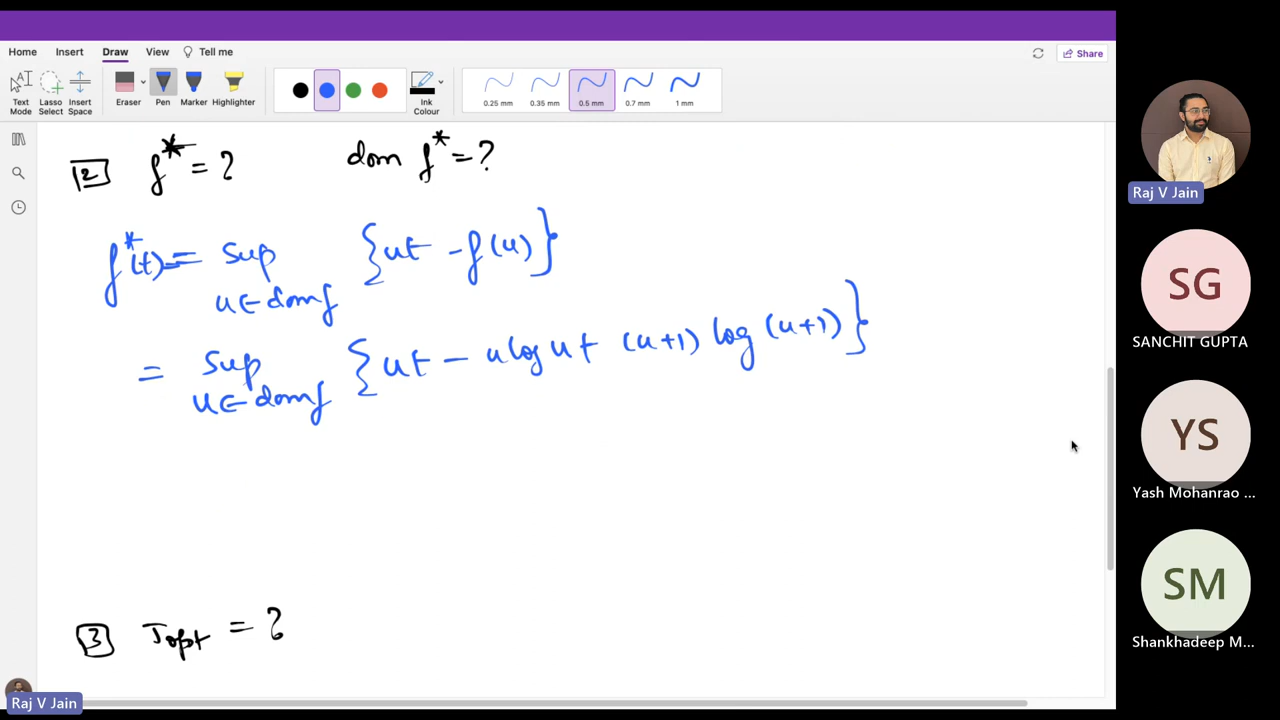 Home Insert Draw View Tell me
Share
Text Mode Lasso Select Insert Space Eraser Pen Marker Highlighter Ink Colour 0.25 mm 0.35 mm 0.5 mm 0.7 mm 1 mm
[2] f* = ? dom f* = ?
f*(t) = sup u∈domf {ut - f(u)}
= sup u∈domf {ut - u log u + (u+1) log (u+1)}
[3] Jopt = ?
Raj V Jain
Raj V Jain
SG
SANCHIT GUPTA
YS
Yash Mohanrao ...
SM
Shankhadeep M...